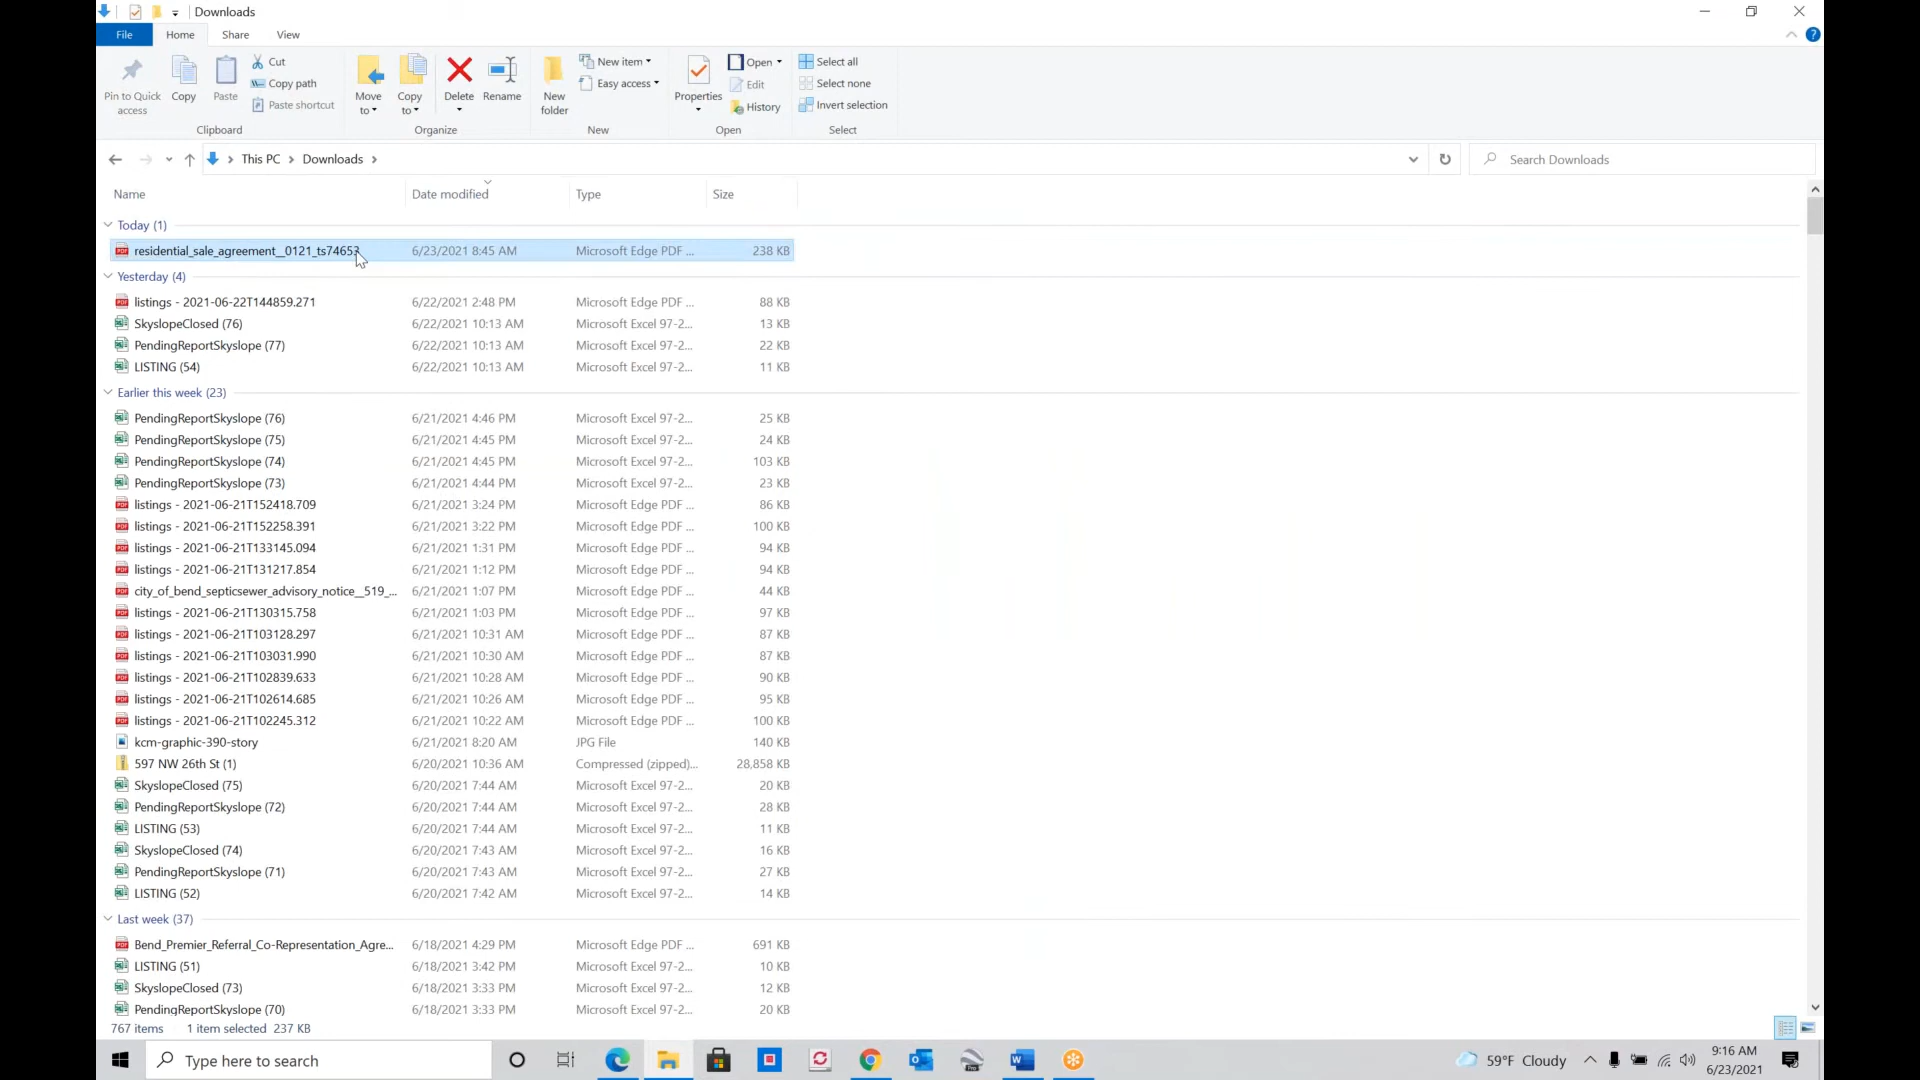 Downloads
File Home Share View
Pin to Quick access
Copy
Paste
Cut
Copy path
Paste shortcut
Clipboard
Move to
Copy to
Delete
Rename
Organize
New folder
New item
Easy access
New
Properties
Open
Edit
History
Open
Select all
Select none
Invert selection
Select
This PC > Downloads >
Search Downloads
Name Date modified Type Size
Today (1)
residential_sale_agreement__0121_ts74653 6/23/2021 8:45 AM Microsoft Edge PDF ... 238 KB
Yesterday (4)
listings - 2021-06-22T144859.271 6/22/2021 2:48 PM Microsoft Edge PDF ... 88 KB
SkyslopeClosed (76) 6/22/2021 10:13 AM Microsoft Excel 97-2... 13 KB
PendingReportSkyslope (77) 6/22/2021 10:13 AM Microsoft Excel 97-2... 22 KB
LISTING (54) 6/22/2021 10:13 AM Microsoft Excel 97-2... 11 KB
Earlier this week (23)
PendingReportSkyslope (76) 6/21/2021 4:46 PM Microsoft Excel 97-2... 25 KB
PendingReportSkyslope (75) 6/21/2021 4:45 PM Microsoft Excel 97-2... 24 KB
PendingReportSkyslope (74) 6/21/2021 4:45 PM Microsoft Excel 97-2... 103 KB
PendingReportSkyslope (73) 6/21/2021 4:44 PM Microsoft Excel 97-2... 23 KB
listings - 2021-06-21T152418.709 6/21/2021 3:24 PM Microsoft Edge PDF ... 86 KB
listings - 2021-06-21T152258.391 6/21/2021 3:22 PM Microsoft Edge PDF ... 100 KB
listings - 2021-06-21T133145.094 6/21/2021 1:31 PM Microsoft Edge PDF ... 94 KB
listings - 2021-06-21T131217.854 6/21/2021 1:12 PM Microsoft Edge PDF ... 94 KB
city_of_bend_septicsewer_advisory_notice__519_... 6/21/2021 1:07 PM Microsoft Edge PDF ... 44 KB
listings - 2021-06-21T130315.758 6/21/2021 1:03 PM Microsoft Edge PDF ... 97 KB
listings - 2021-06-21T103128.297 6/21/2021 10:31 AM Microsoft Edge PDF ... 87 KB
listings - 2021-06-21T103031.990 6/21/2021 10:30 AM Microsoft Edge PDF ... 87 KB
listings - 2021-06-21T102839.633 6/21/2021 10:28 AM Microsoft Edge PDF ... 90 KB
listings - 2021-06-21T102614.685 6/21/2021 10:26 AM Microsoft Edge PDF ... 95 KB
listings - 2021-06-21T102245.312 6/21/2021 10:22 AM Microsoft Edge PDF ... 100 KB
kcm-graphic-390-story 6/21/2021 8:20 AM JPG File 140 KB
597 NW 26th St (1) 6/20/2021 10:36 AM Compressed (zipped)... 28,858 KB
SkyslopeClosed (75) 6/20/2021 7:44 AM Microsoft Excel 97-2... 20 KB
PendingReportSkyslope (72) 6/20/2021 7:44 AM Microsoft Excel 97-2... 28 KB
LISTING (53) 6/20/2021 7:44 AM Microsoft Excel 97-2... 11 KB
SkyslopeClosed (74) 6/20/2021 7:43 AM Microsoft Excel 97-2... 16 KB
PendingReportSkyslope (71) 6/20/2021 7:43 AM Microsoft Excel 97-2... 27 KB
LISTING (52) 6/20/2021 7:42 AM Microsoft Excel 97-2... 14 KB
Last week (37)
Bend_Premier_Referral_Co-Representation_Agre... 6/18/2021 4:29 PM Microsoft Edge PDF ... 691 KB
LISTING (51) 6/18/2021 3:42 PM Microsoft Excel 97-2... 10 KB
SkyslopeClosed (73) 6/18/2021 3:33 PM Microsoft Excel 97-2... 12 KB
PendingReportSkyslope (70) 6/18/2021 3:33 PM Microsoft Excel 97-2... 20 KB
767 items 1 item selected 237 KB
Type here to search
59°F Cloudy
9:16 AM
6/23/2021